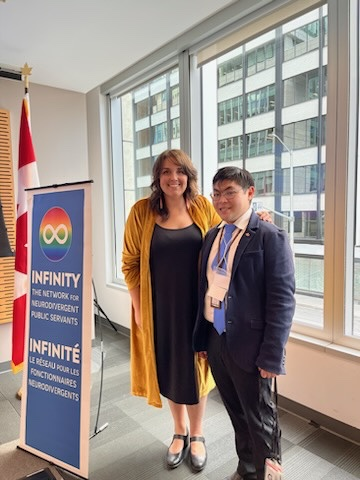 INFINITY
THE NETWORK FOR
NEURODIVERGENT
PUBLIC SERVANTS
INFINITÉ
LE RÉSEAU POUR LES
FONCTIONNAIRES
NEURODIVERGENTS